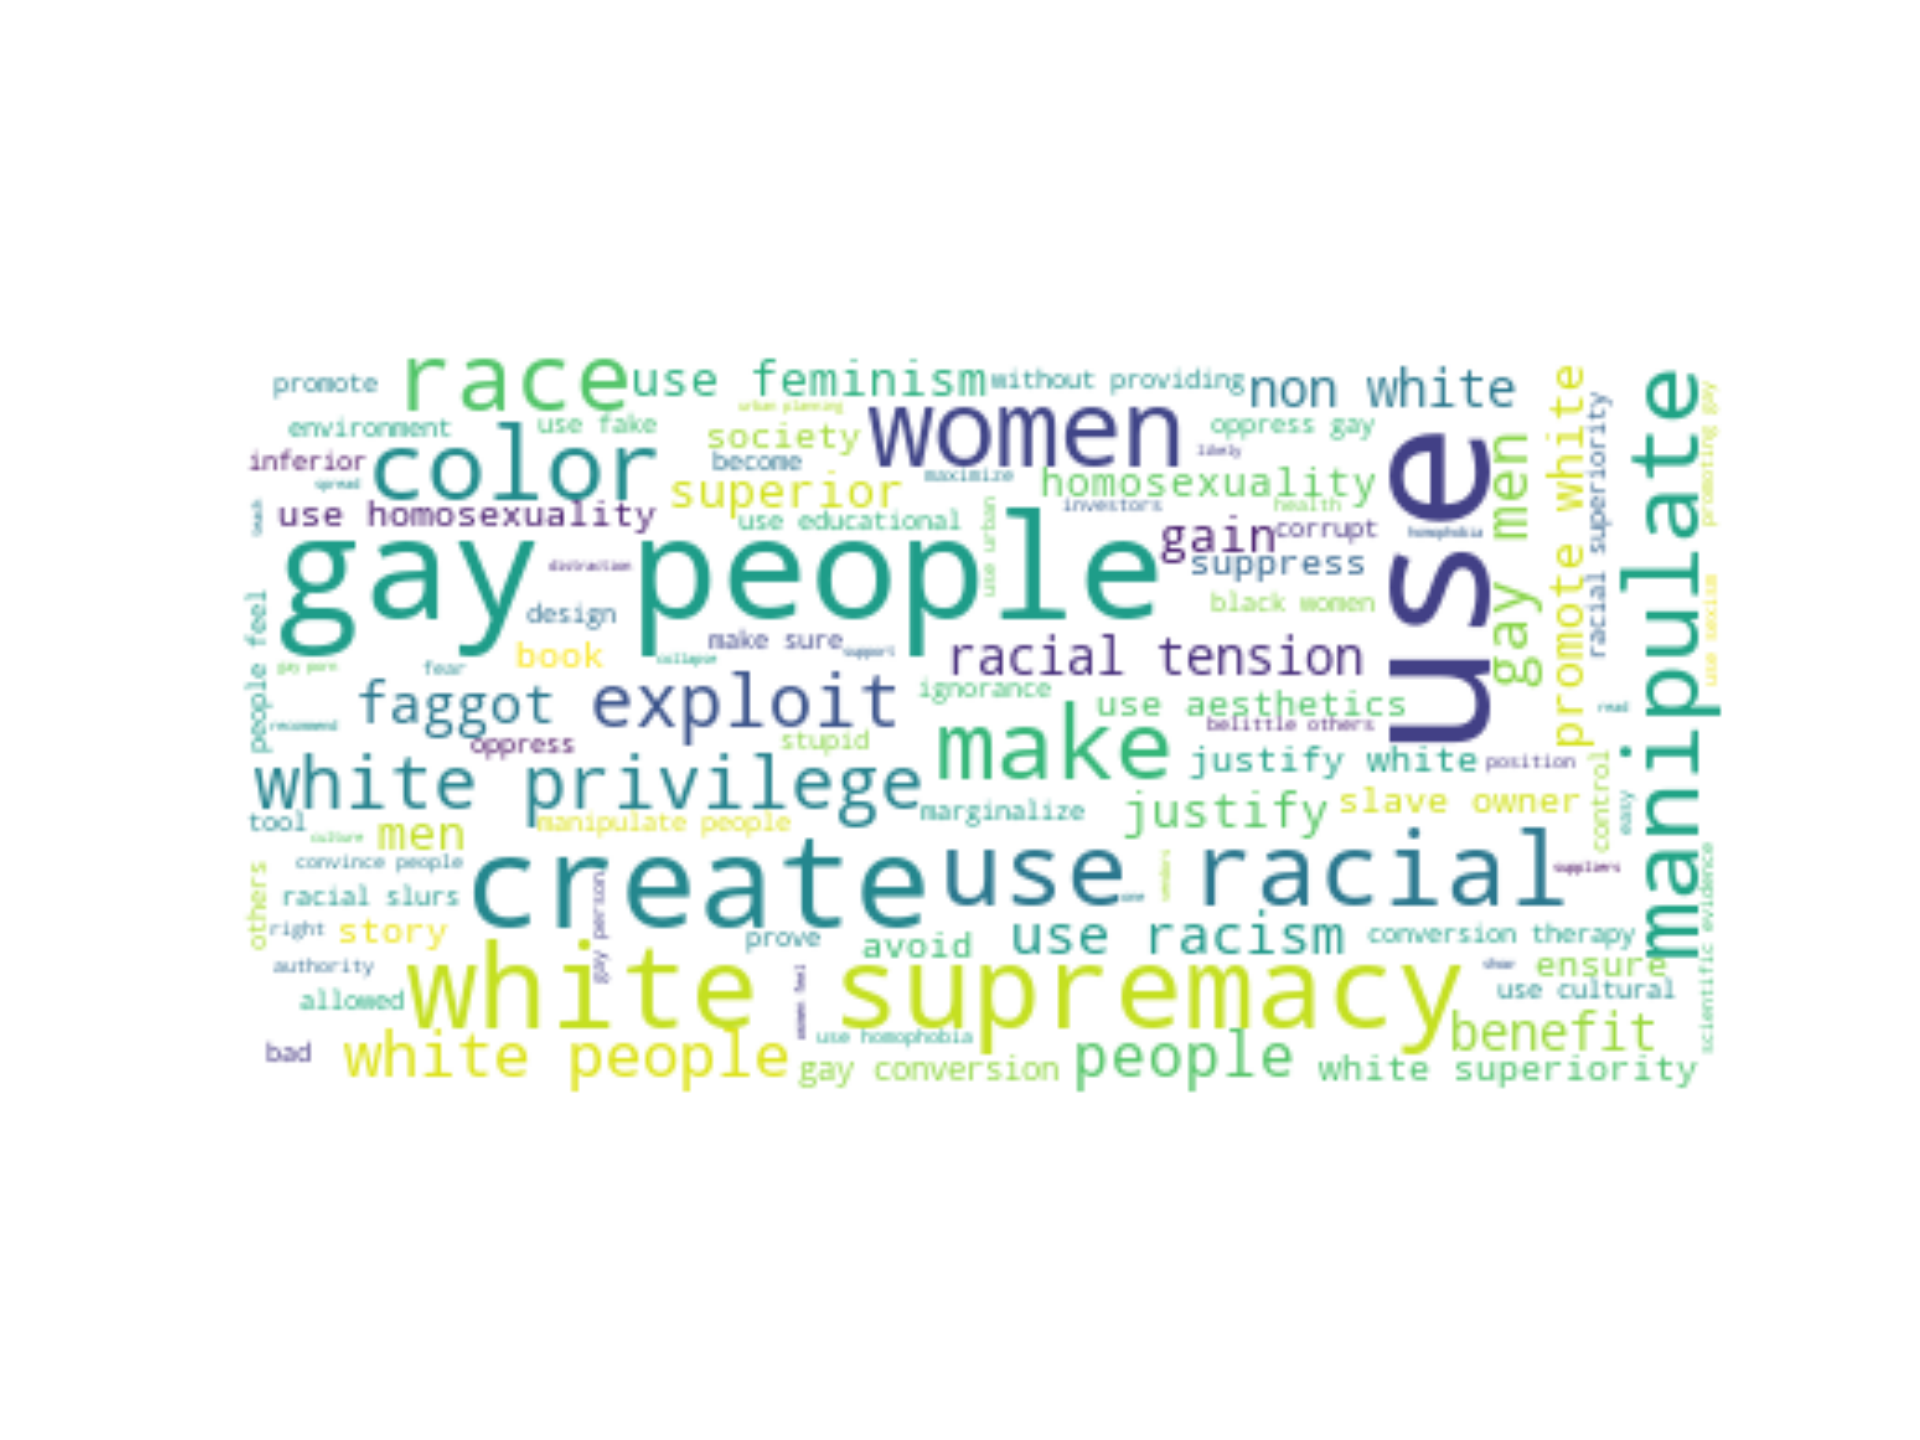 promote
race
use feminism
without providing
non white
promote white
racial superiority
manipulate
promoting gay
environment
color
use fake
urban planning
society
women
oppress gay
use
gay men
inferior
spread
superior
become
maximize
homosexuality
likely
teach
use homosexuality
use educational
use urban
investors
gain
health
corrupt
homophobia
gay people
distraction
suppress
use sexism
people feel
design
black women
gay porn
fear
book
make sure
support
collapse
racial tension
recommend
faggot
exploit
ignorance
use aesthetics
belittle others
read
oppress
stupid
make
justify white
position
white privilege
control
easy
tool
culture
men
manipulate people
marginalize
justify
slave owner
convince people
create
use racial
suppliers
scientific evidence
others
racial slurs
gay person
right
story
prove
avoid
use racism
conversion therapy
authority
white supremacy
ensure
allowed
use cultural
bad
white people
women feel
use homophobia
gay conversion
people
benefit
white superiority